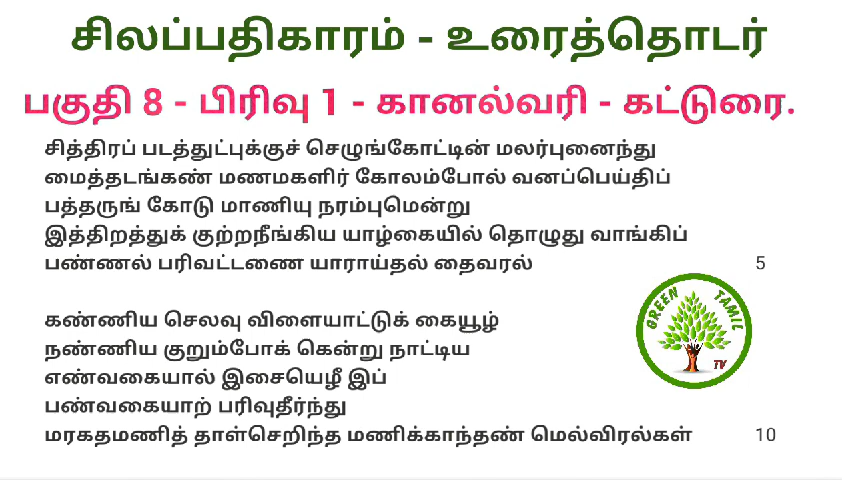 சிலப்பதிகாரம் - உரைத்தொடர்
பகுதி 8 - பிரிவு 1 - கானல்வரி - கட்டுரை.
சித்திரப் படத்துட்புக்குச் செழுங்கோட்டின் மலர்புனைந்து
மைத்தடங்கண் மணமகளிர் கோலம்போல் வனப்பெய்திப்
பத்தருங் கோடு மாணியு நரம்புமென்று
இத்திறத்துக் குற்றநீங்கிய யாழ்கையில் தொழுது வாங்கிப்
பண்ணல் பரிவட்டணை யாராய்தல் தைவரல் 5
கண்ணிய செலவு விளையாட்டுக் கையூழ்
நண்ணிய குறும்போக் கென்று நாட்டிய
எண்வகையால் இசையெழீ இப்
பண்வகையாற் பரிவுதீர்ந்து
மரகதமணித் தாள்செறிந்த மணிக்காந்தண் மெல்விரல்கள் 10
GREEN TAMIL
TV